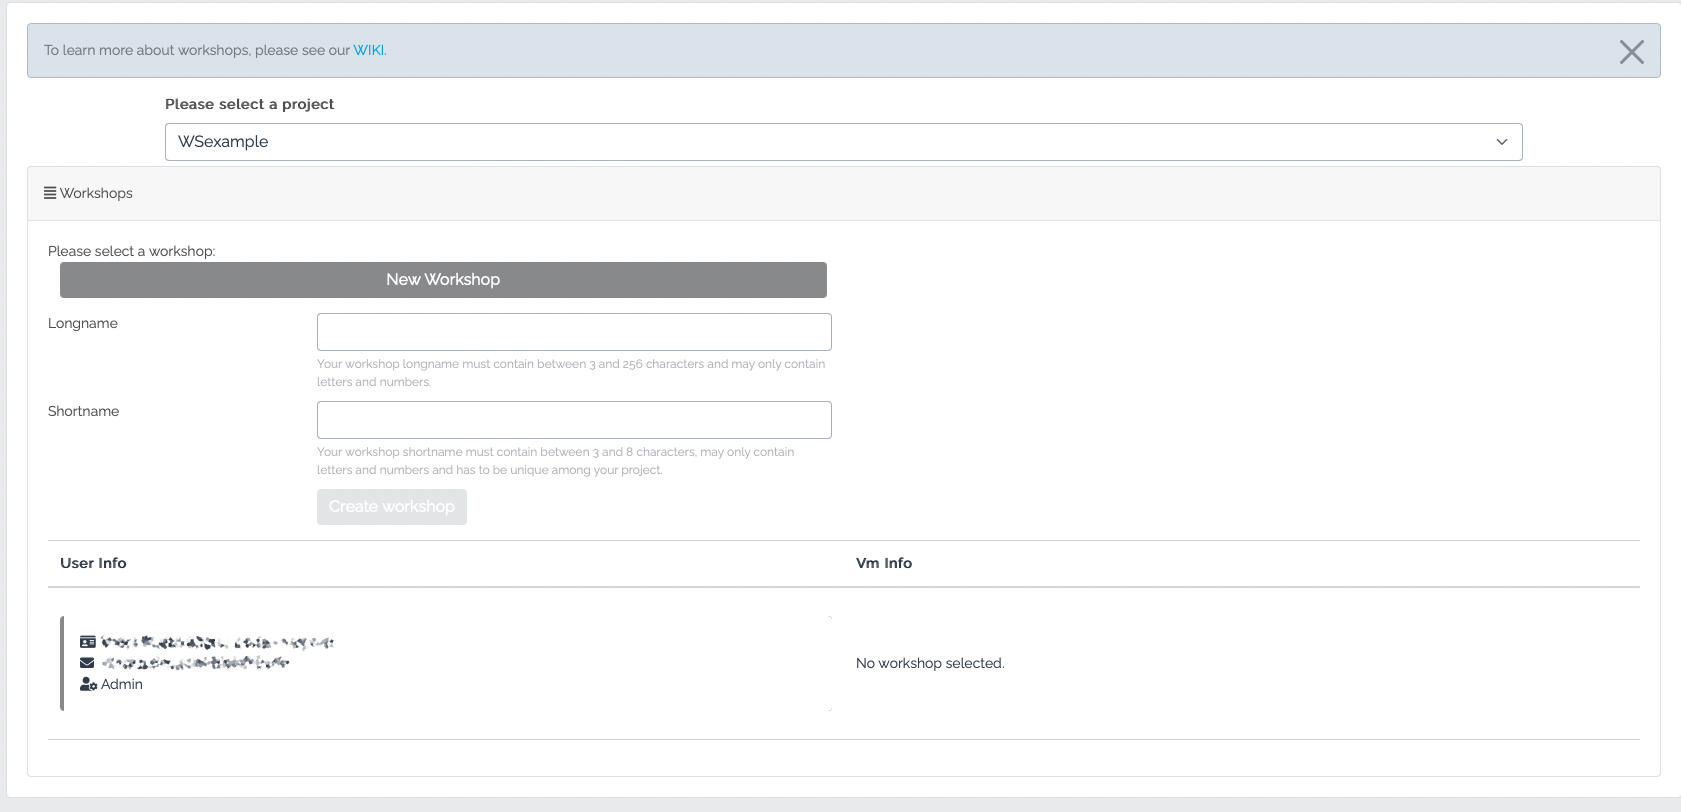 To learn more about workshops, please see our WIKI.
Please select a project
WSexample
Workshops
Please select a workshop:
New Workshop
Longname
Your workshop longname must contain between 3 and 256 characters and may only contain
letters and numbers.
Shortname
Your workshop shortname must contain between 3 and 8 characters, may only contain
letters and numbers and has to be unique among your project.
Create workshop
User Info
Vm Info
Admin
No workshop selected.